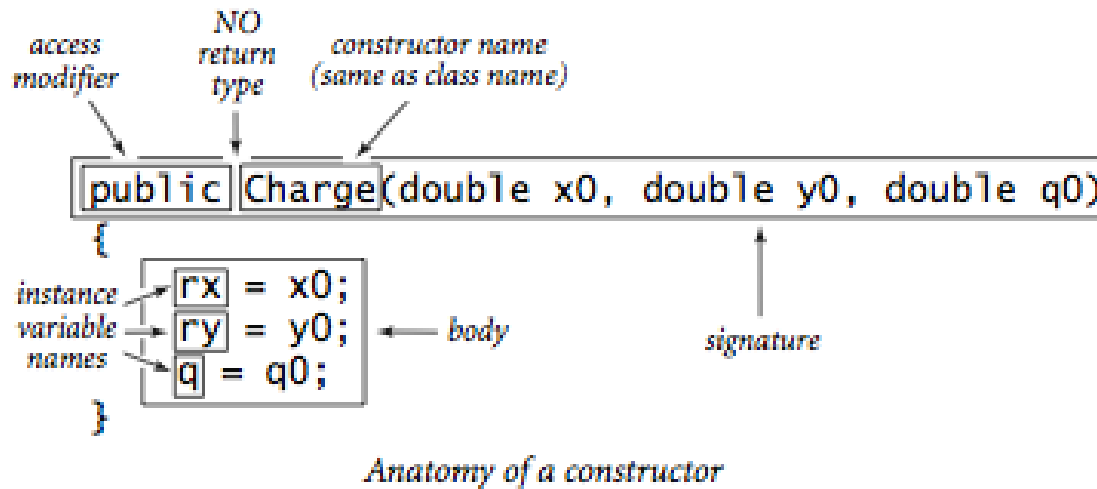 access
modifier
NO
return
type
constructor name
(same as class name)
public Charge(double x0, double y0, double q0)
{
instance
variable
names
rx = x0;
ry = y0;
q = q0;
body
signature
}
Anatomy of a constructor